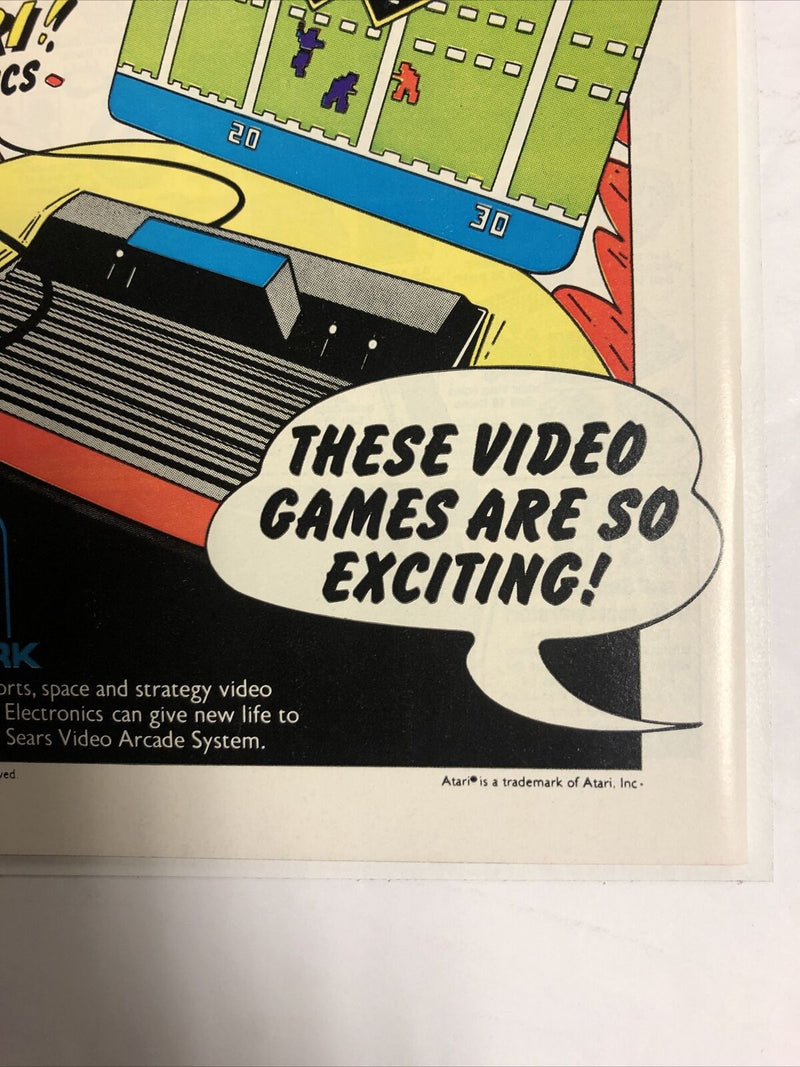 CS
20
30
THESE VIDEO
GAMES ARE SO
EXCITING!
RK
orts, space and strategy video
Electronics can give new life to
Sears Video Arcade System.
ved.
Atari® is a trademark of Atari, Inc.